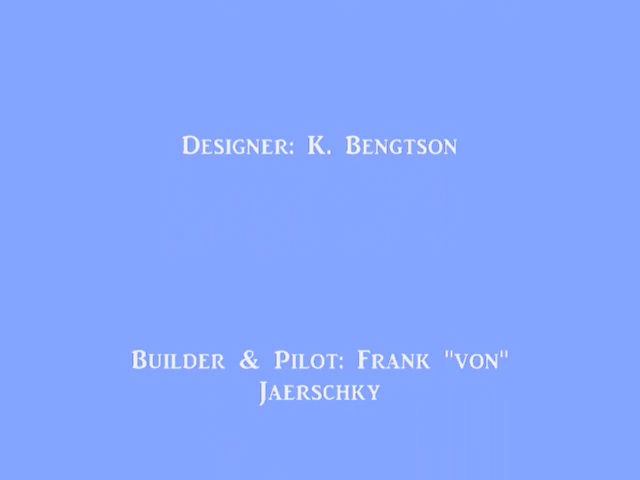 Designer: K. Bengtson
Builder & Pilot: Frank "von"
Jaerschky